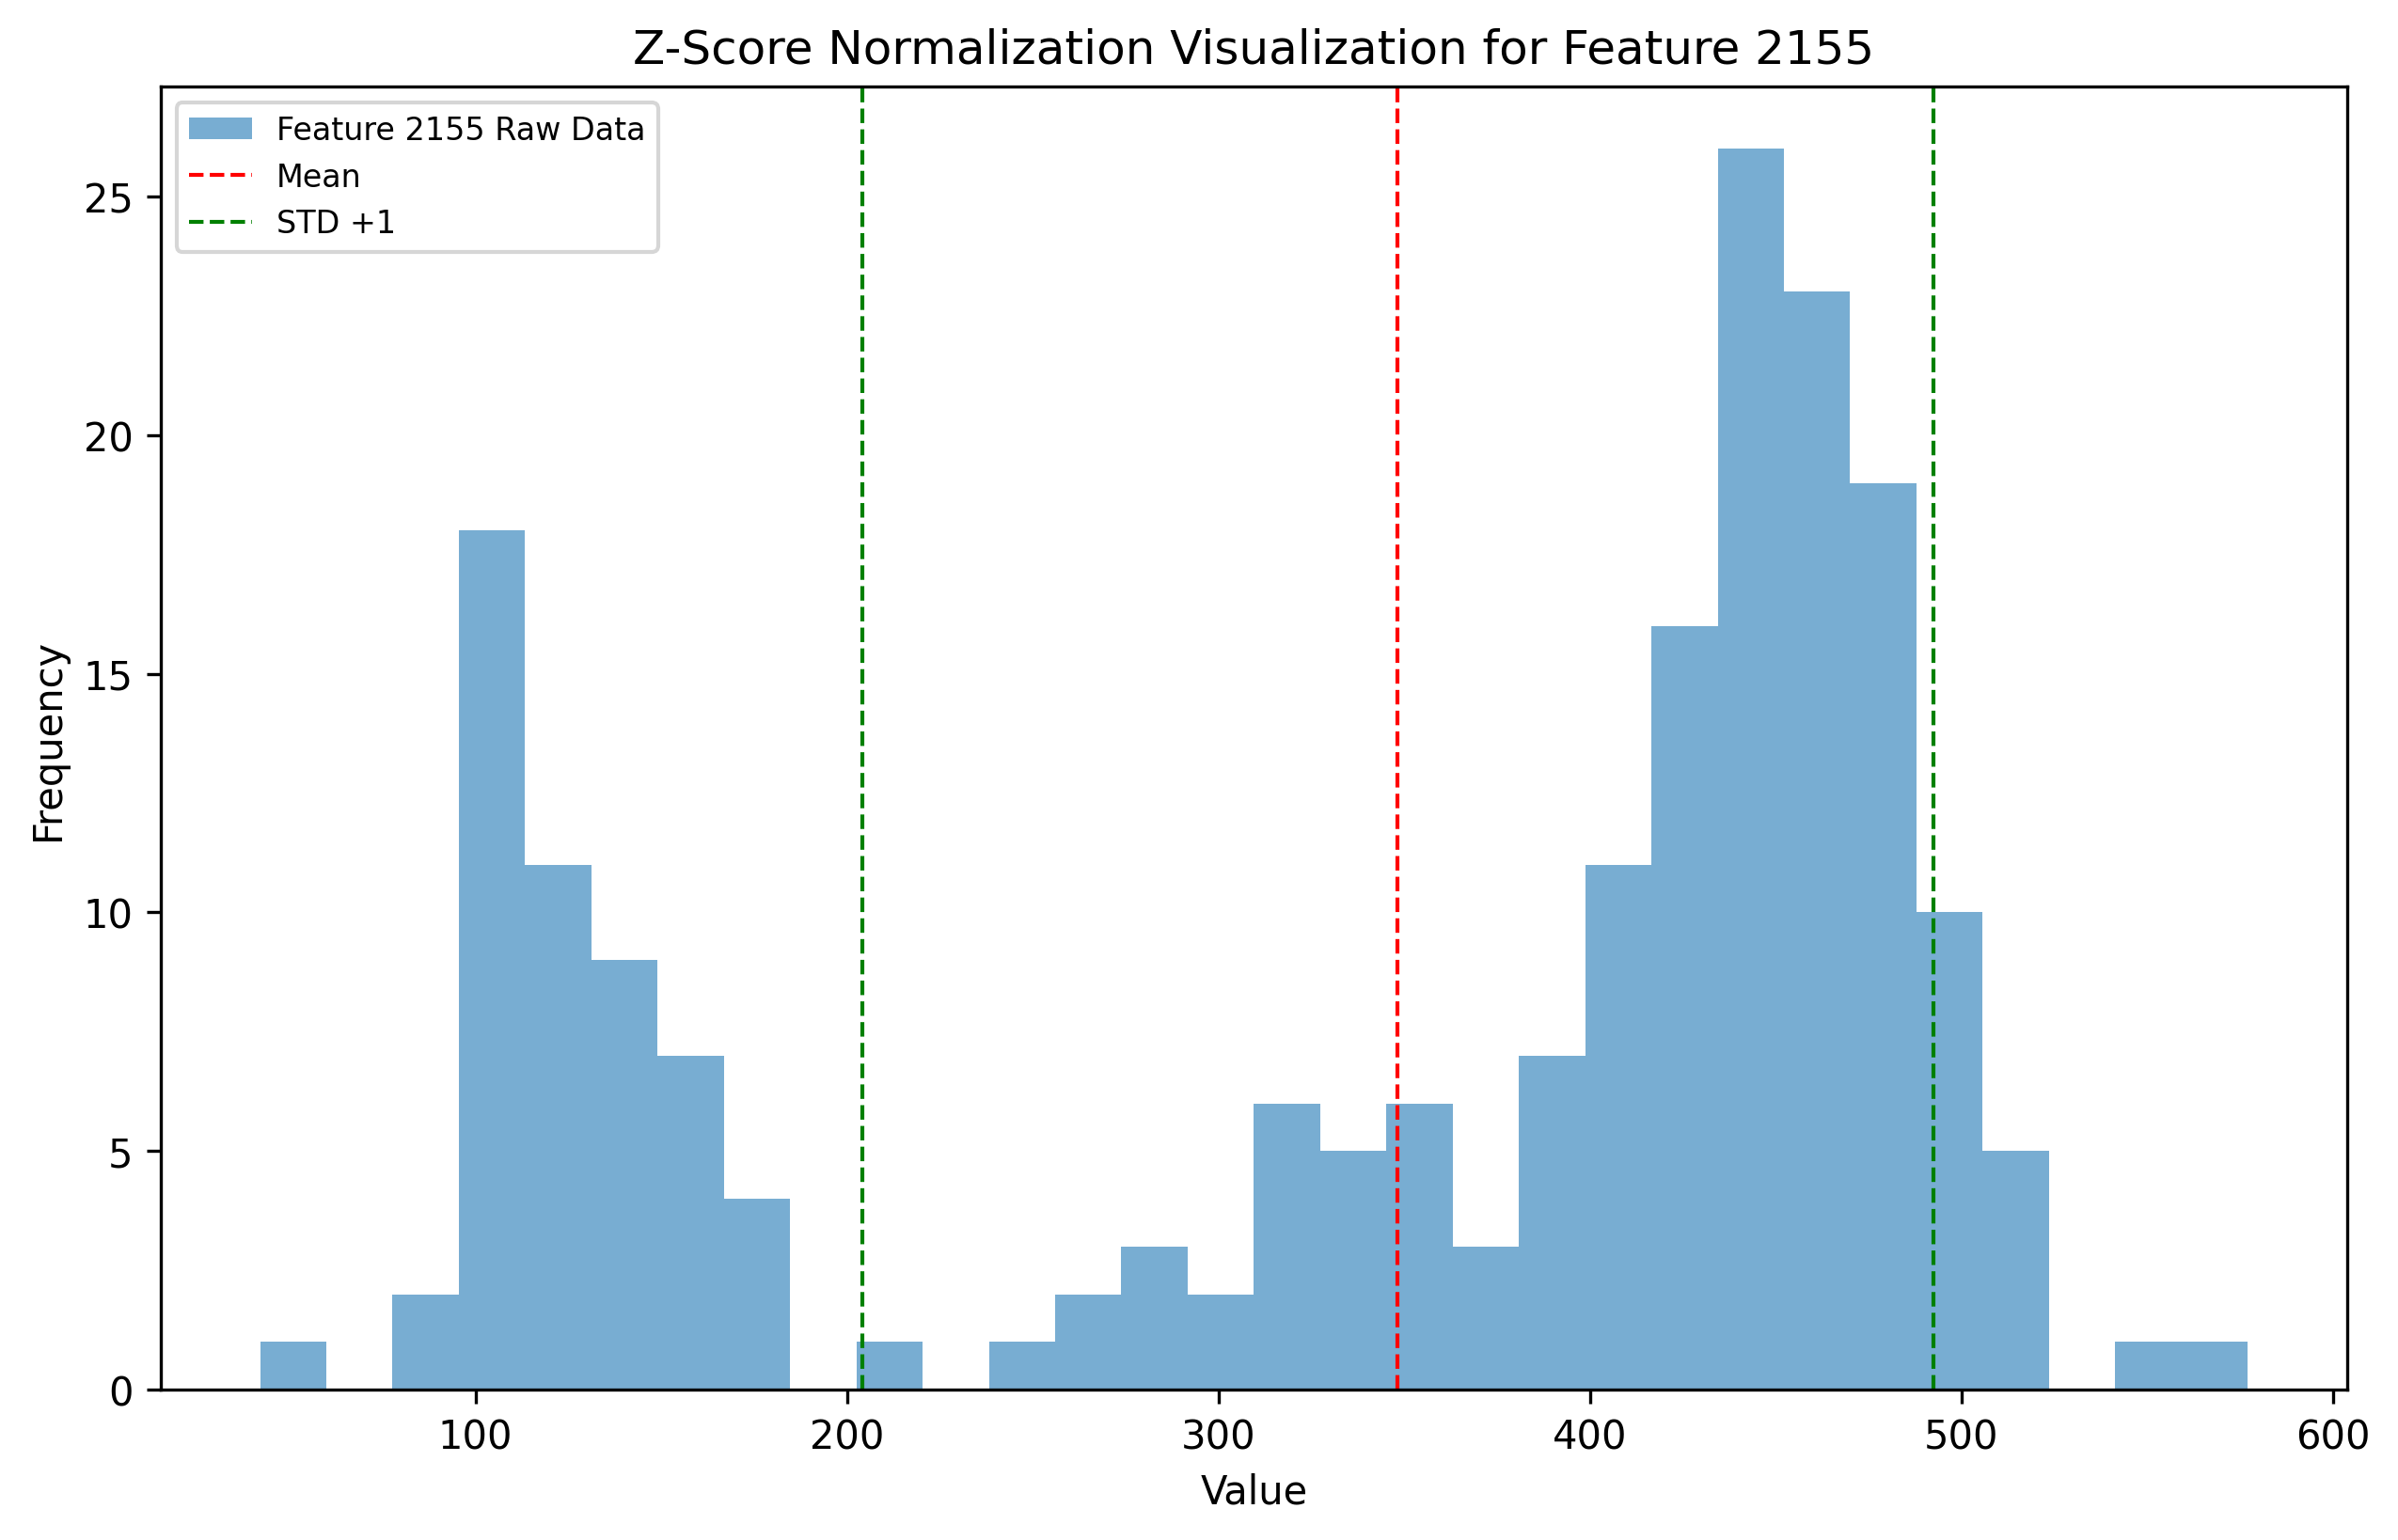 Z-Score Normalization Visualization for Feature 2155
Feature 2155 Raw Data
Mean
STD +1
25
20
15
10
5
0
Frequency
100 200 300 400 500 600
Value